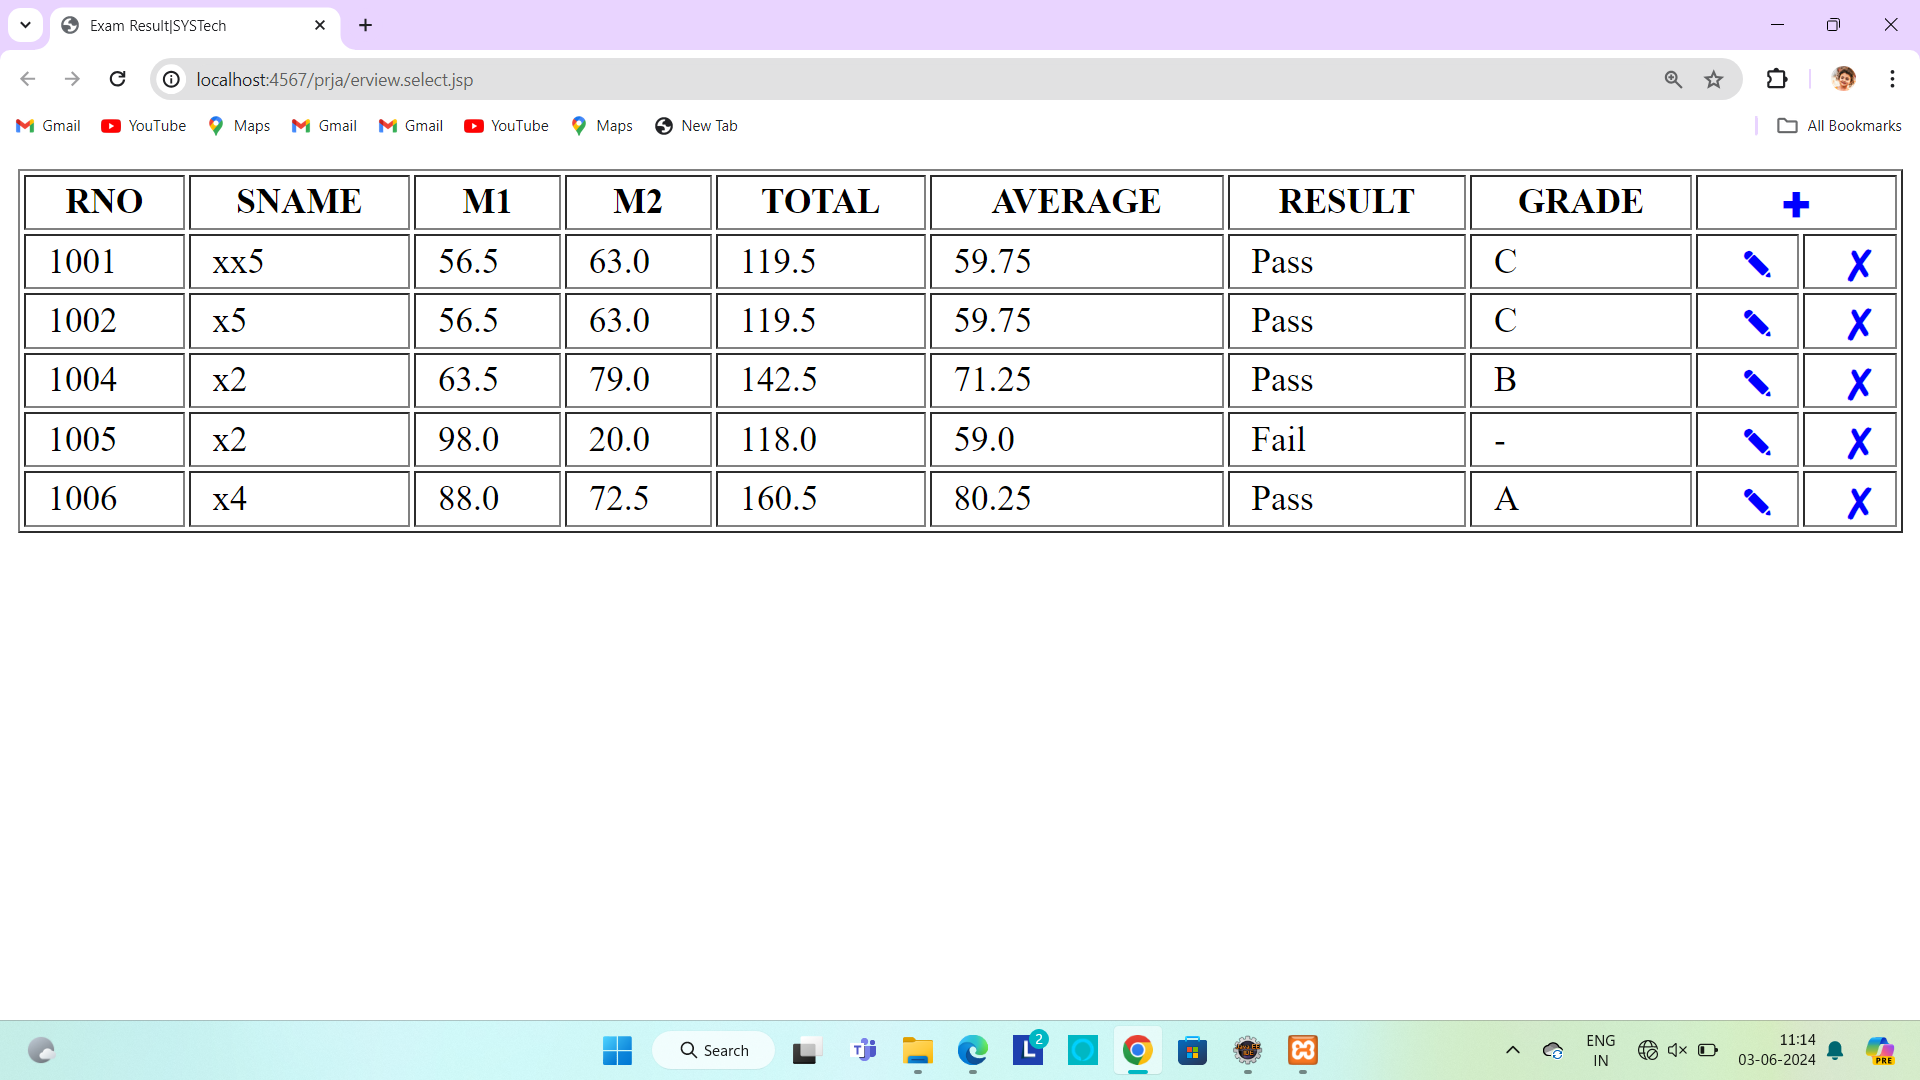 Exam Result|SYSTech
localhost:4567/prja/erview.select.jsp
Gmail YouTube Maps Gmail Gmail YouTube Maps New Tab All Bookmarks
RNO SNAME M1 M2 TOTAL AVERAGE RESULT GRADE
1001 xx5 56.5 63.0 119.5 59.75 Pass C
1002 x5 56.5 63.0 119.5 59.75 Pass C
1004 x2 63.5 79.0 142.5 71.25 Pass B
1005 x2 98.0 20.0 118.0 59.0 Fail -
1006 x4 88.0 72.5 160.5 80.25 Pass A
Search
L 2
ENG
IN
11:14
03-06-2024
PRE